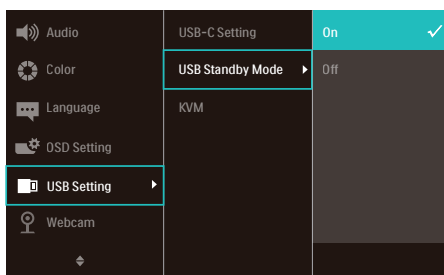 Audio
Color
Language
OSD Setting
USB Setting
Webcam
USB-C Setting
USB Standby Mode
KVM
On
Off